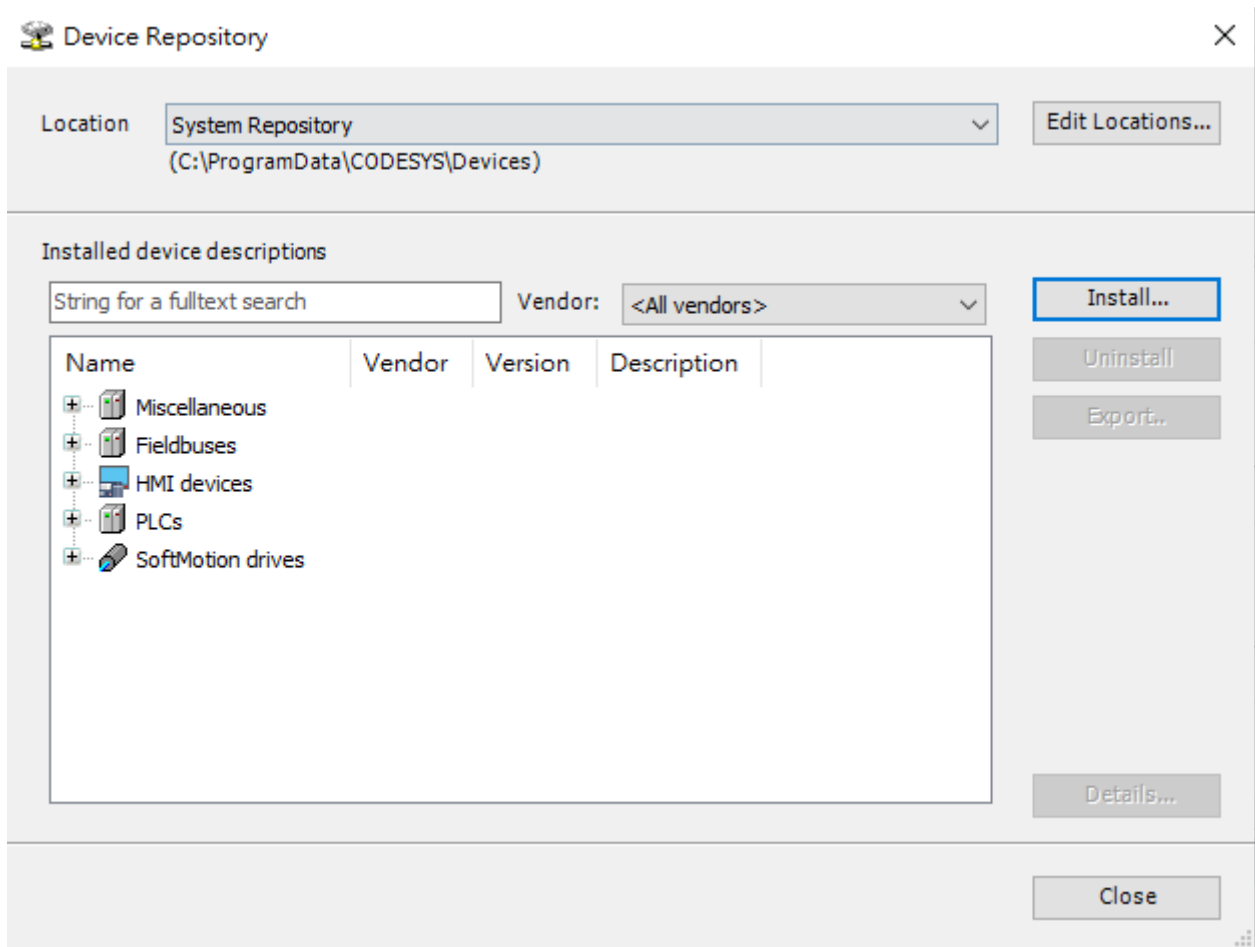 Device Repository
Location
System Repository
Edit Locations...
(C:\ProgramData\CODESYS\Devices)
Installed device descriptions
String for a fulltext search
Vendor:
<All vendors>
Install...
Name Vendor Version Description
Uninstall
Miscellaneous
Export..
Fieldbuses
HMI devices
PLCs
SoftMotion drives
Details...
Close